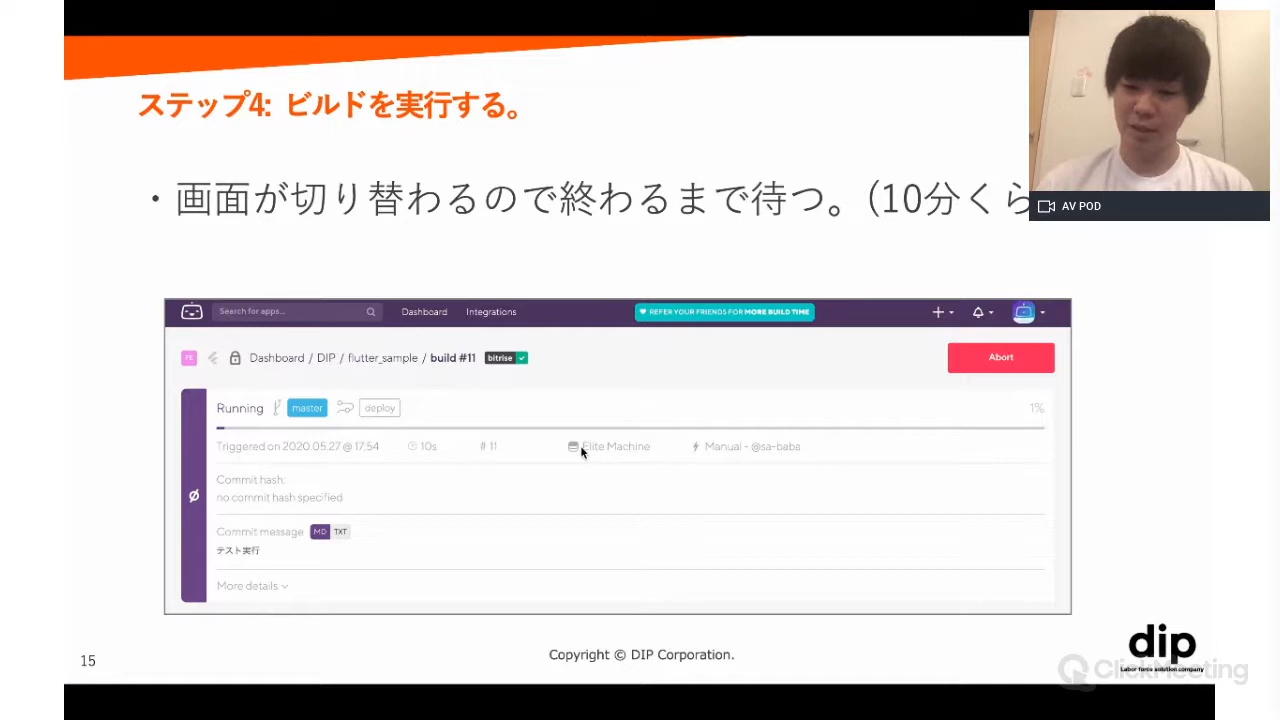 ステップ4: ビルドを実行する。
・画面が切り替わるので終わるまで待つ。(10分くら
AV POD
Search for apps...
Dashboard
Integrations
REFER YOUR FRIENDS FOR MORE BUILD TIME
FE
Dashboard / DIP / flutter_sample / build #11
bitrise
Abort
Running
master
deploy
1%
Triggered on 2020.05.27 @ 17:54
10s
# 11
Elite Machine
Manual - @sa-baba
Commit hash:
no commit hash specified
Commit message
MD
TXT
テスト実行
More details
15
Copyright © DIP Corporation.
dip
Labor force solution company
ClickMeeting